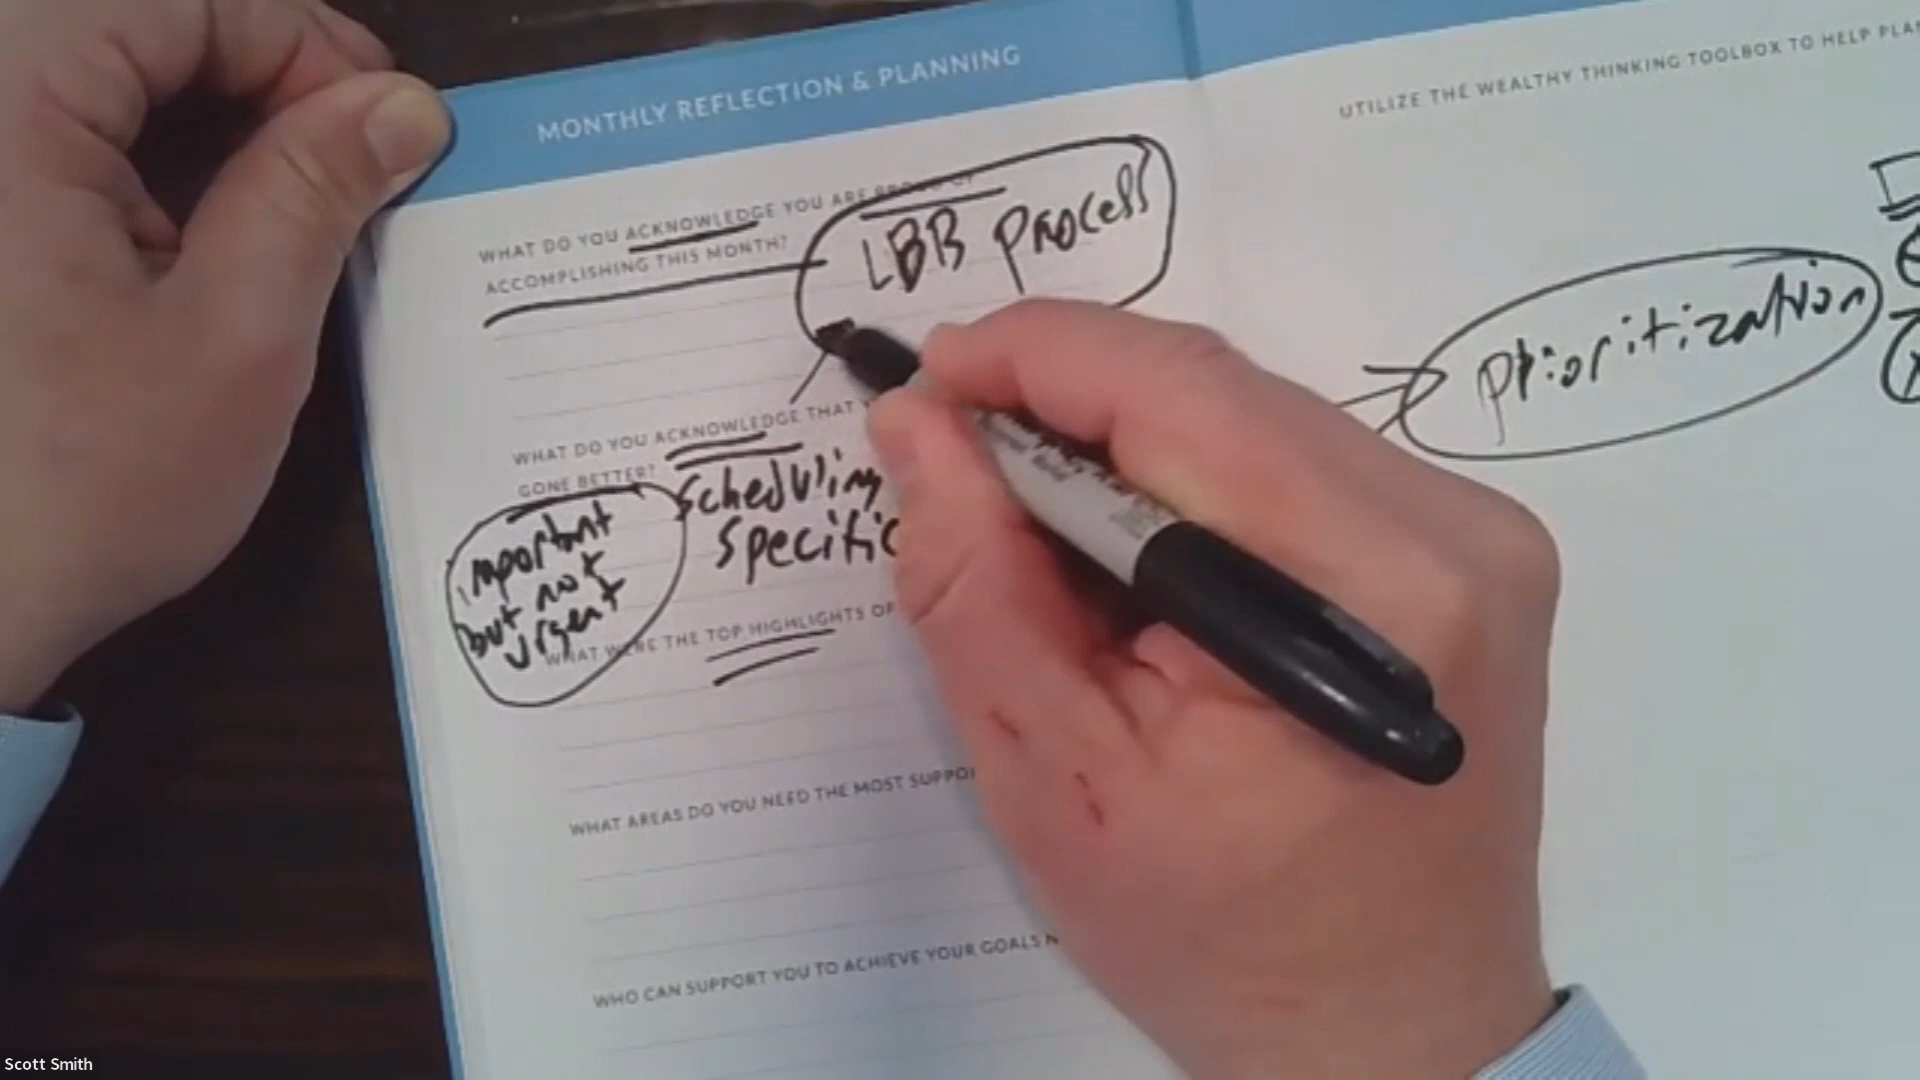 MONTHLY REFLECTION & PLANNING
UTILIZE THE WEALTHY THINKING TOOLBOX TO HELP
WHAT DO YOU ACKNOWLEDGE YOU ARE PROUD OF
ACCOMPLISHING THIS MONTH?
LBB Process
Prioritization
WHAT DO YOU ACKNOWLEDGE THAT
GONE BETTER?
Scheduling
specific
important
but not
urgent
WHAT WERE THE TOP HIGHLIGHTS OF
WHAT AREAS DO YOU NEED THE MOST
WHO CAN SUPPORT YOU TO ACHIEVE YOUR GOALS
Scott Smith